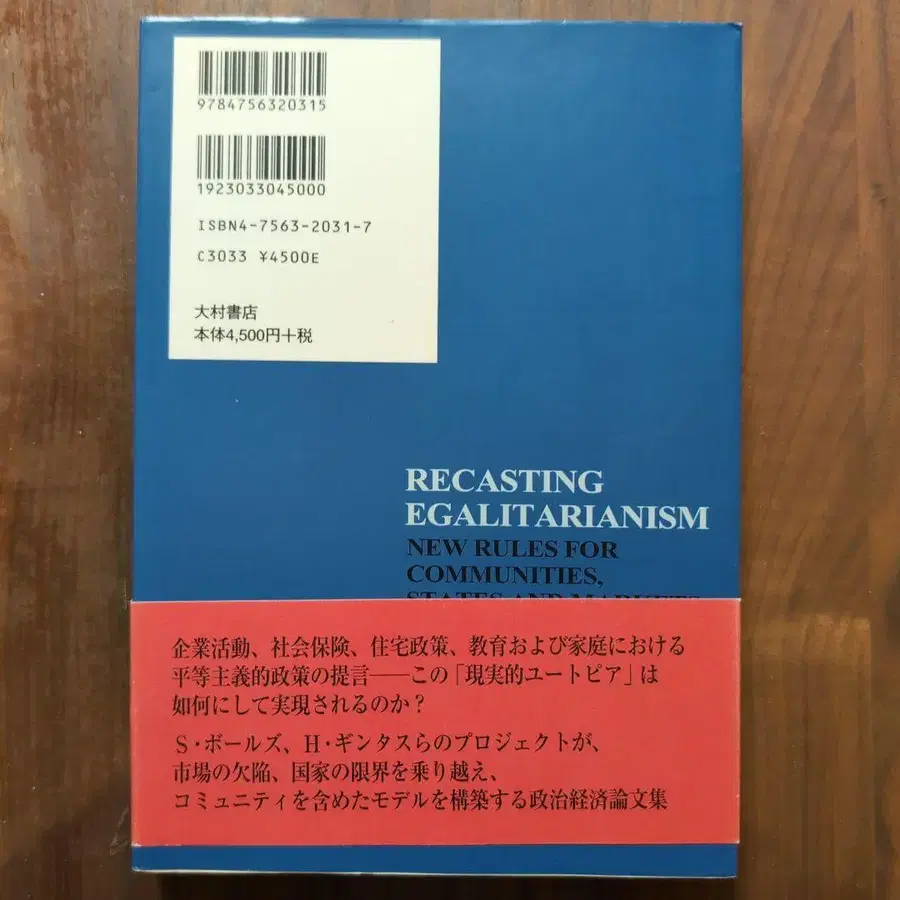 9784756320315
1923033045000
ISBN4-7563-2031-7
C3033 ¥4500E
大村書店
本体4,500円+税
RECASTING
EGALITARIANISM
NEW RULES FOR
COMMUNITIES,
STATES AND MARKETS
企業活動、社会保険、住宅政策、教育および家庭における
平等主義的政策の提言──この「現実的ユートピア」は
如何にして実現されるのか？
S・ボールズ、H・ギンタスらのプロジェクトが、
市場の欠陥、国家の限界を乗り越え、
コミュニティを含めたモデルを構築する政治経済論文集